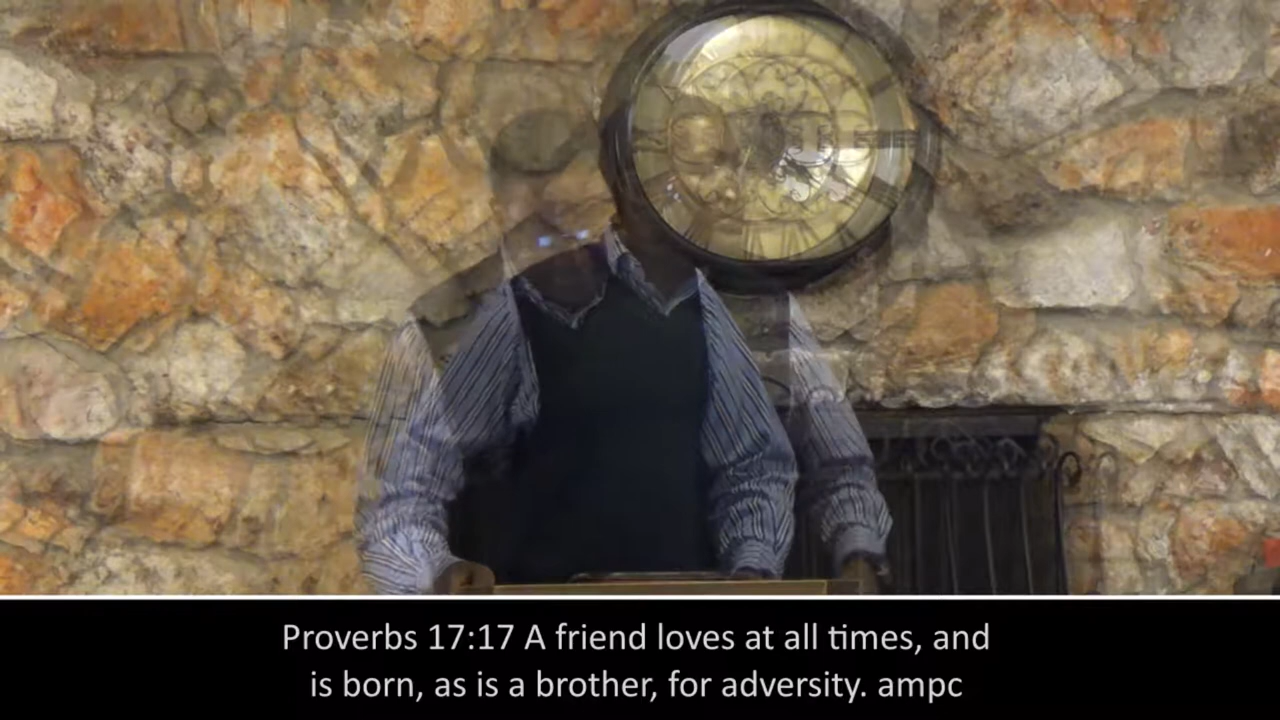 Proverbs 17:17 A friend loves at all times, and
is born, as is a brother, for adversity. ampc